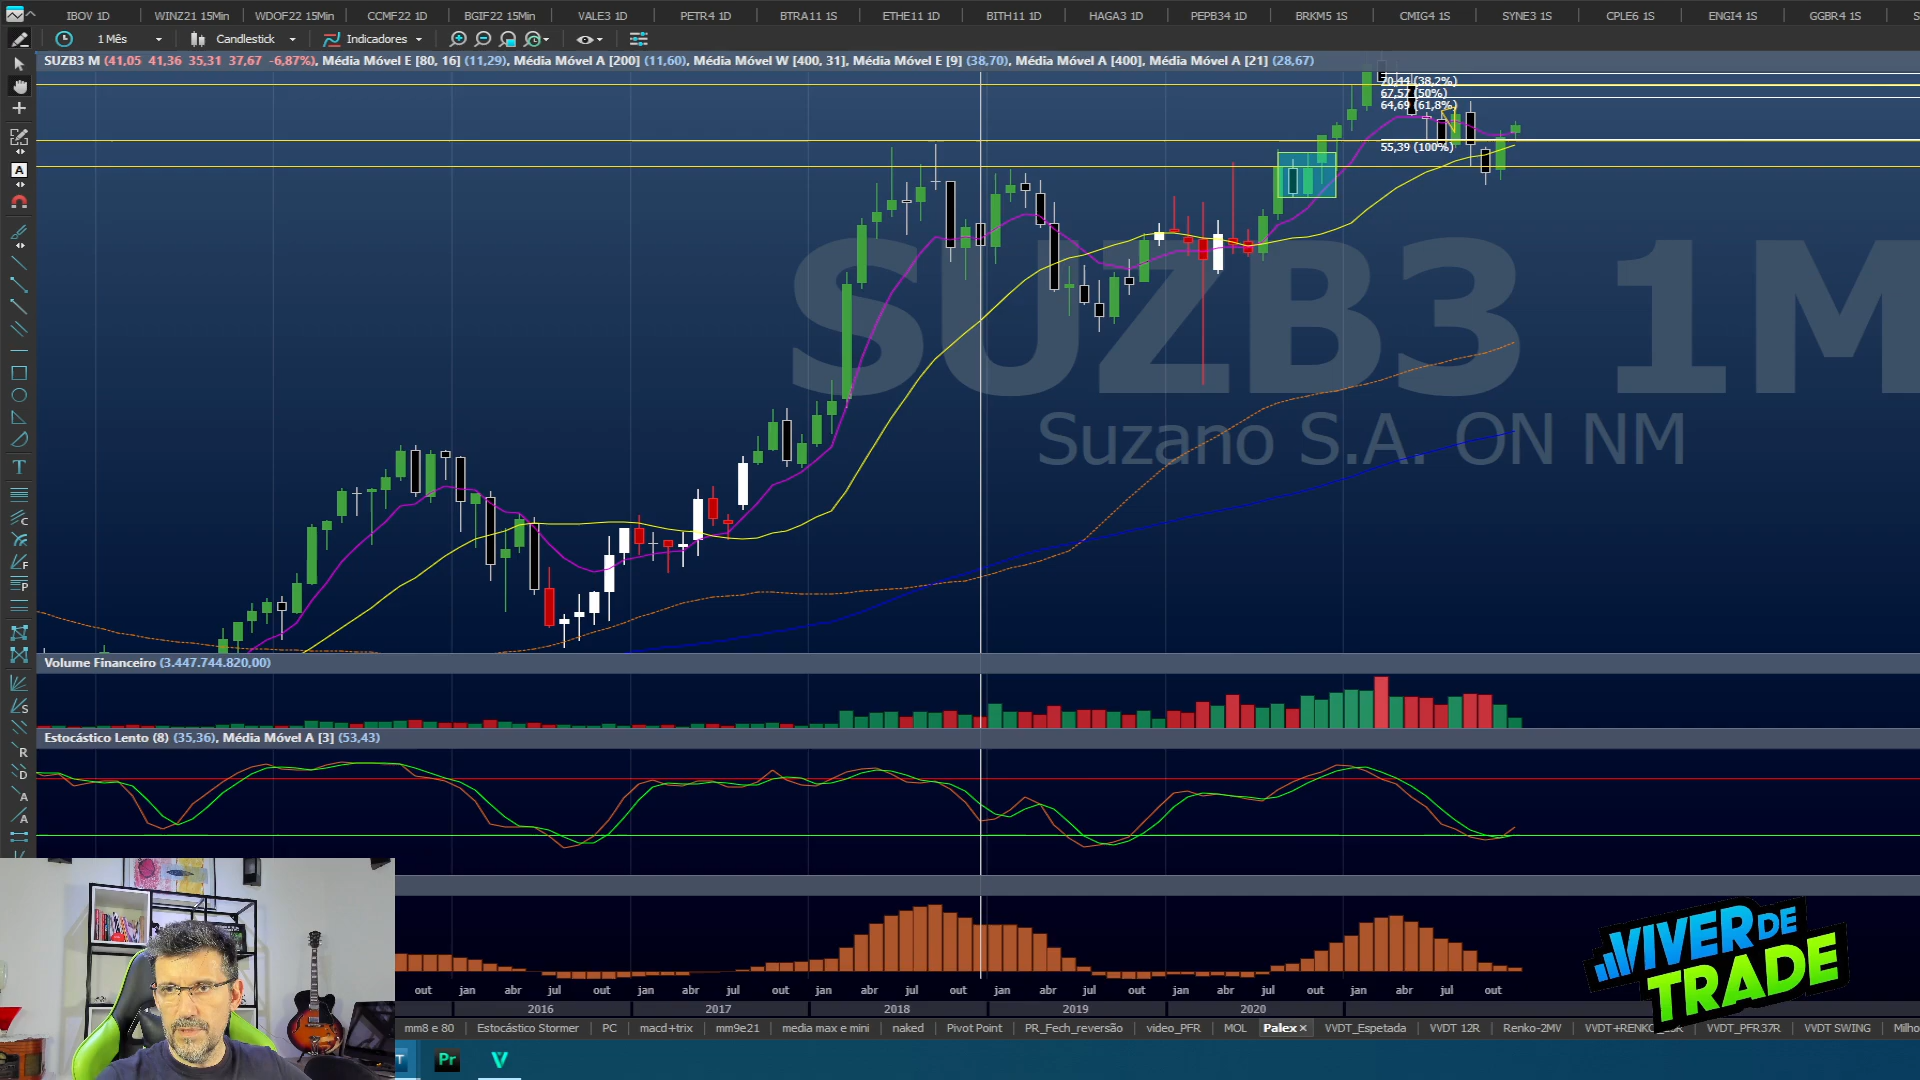 IBOV 1D WINZ21 15Min WDOF22 15Min CCMF22 1D BGIF22 15Min VALE3 1D PETR4 1D BTRA11 1S ETHE11 1D BITH11 1D HAGA3 1D PEPB34 1D BRKM5 1S CMIG4 1S SYNE3 1S CPLE6 1S ENGI4 1S GGBR4 1S
1 Mês Candlestick Indicadores
SUZB3 M (41,05 41,36 35,31 37,67 -6,87%), Média Móvel E [80, 16] (11,29), Média Móvel A [200] (11,60), Média Móvel W [400, 31], Média Móvel E [9] (38,70), Média Móvel A [400], Média Móvel A [21] (28,67)
70,44 (38,2%)
67,57 (50%)
64,69 (61,8%)
55,39 (100%)
SUZB3 1M
Suzano S.A. ON NM
Volume Financeiro (3.447.744.820,00)
Estocástico Lento (8) (35,36), Média Móvel A [3] (53,43)
VIVER DE
TRADE
out jan abr jul out jan abr jul out jan abr jul out jan abr jul out jan abr jul out jan abr jul out
2016 2017 2018 2019 2020
mm8 e 80 Estocástico Stormer PC macd+trix mm9e21 media max e mini naked Pivot Point PR_Fech_reversão video_PFR MOL Palex× VVDT_Espetada VVDT 12R Renko-2MV VVDT_PFR37R VVDT SWING Milho
Pr V